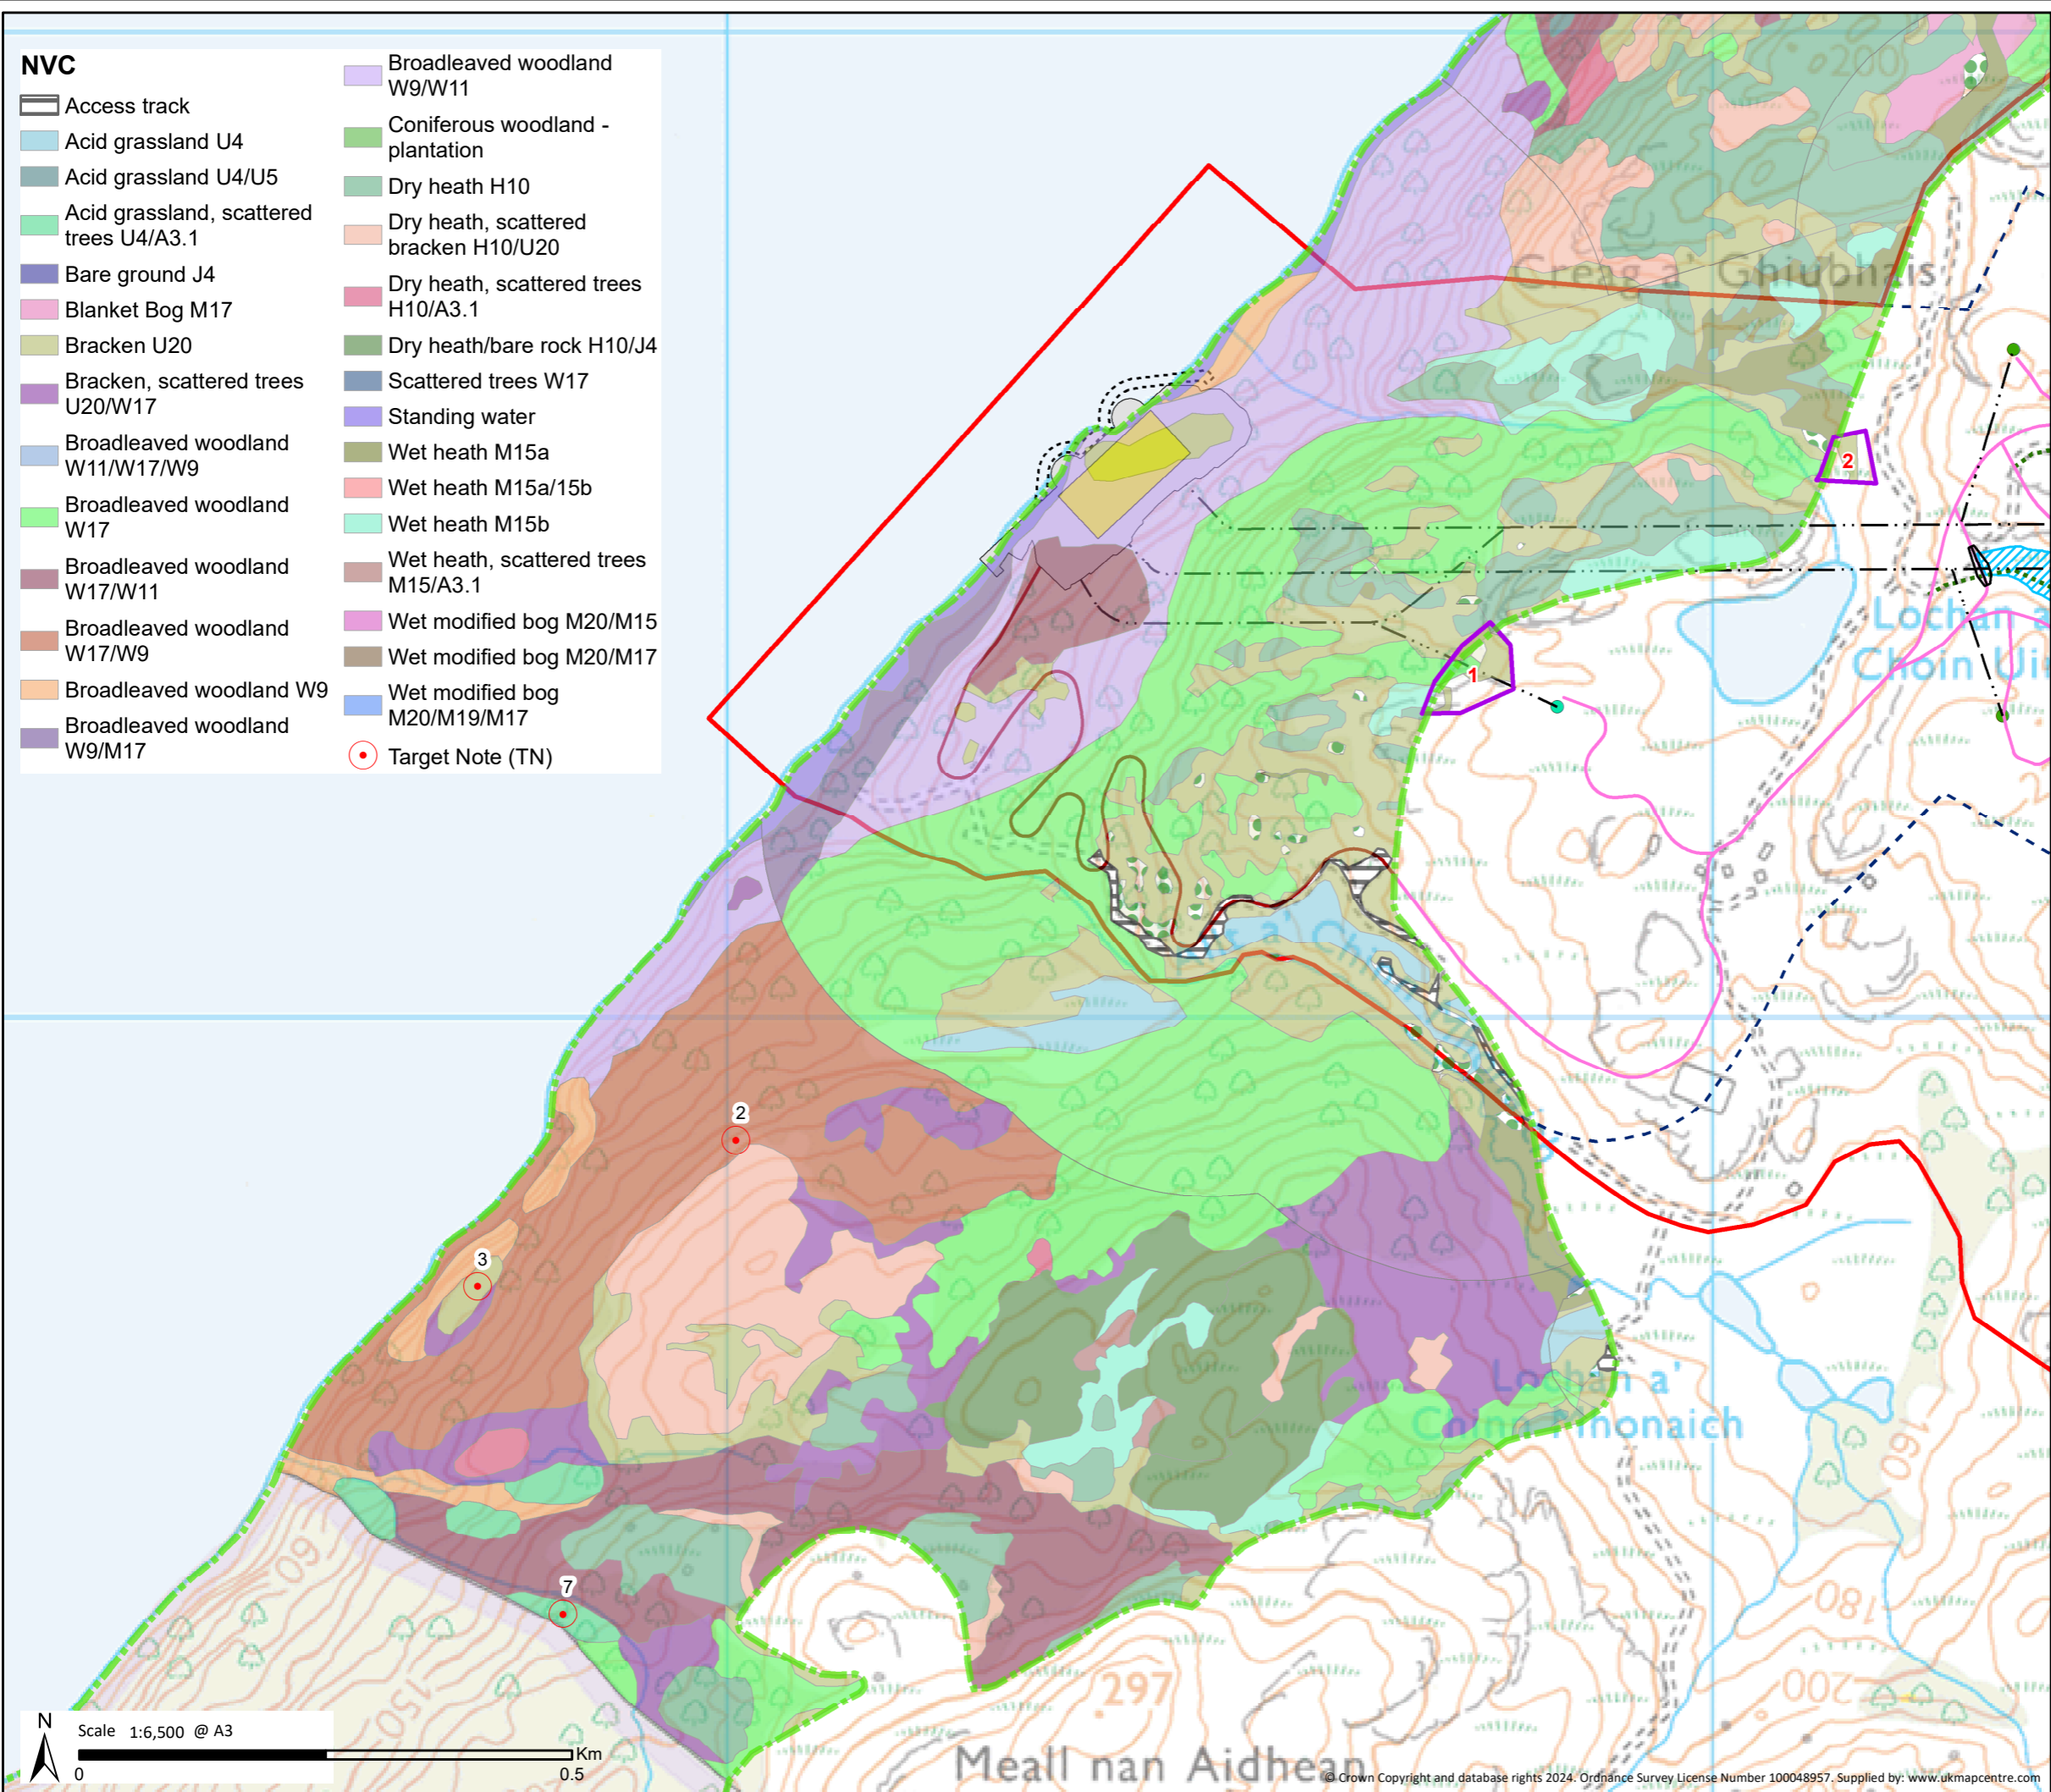 NVC
Access track
Acid grassland U4
Acid grassland U4/U5
Acid grassland, scattered
trees U4/A3.1
Bare ground J4
Blanket Bog M17
Bracken U20
Bracken, scattered trees
U20/W17
Broadleaved woodland
W11/W17/W9
Broadleaved woodland
W17
Broadleaved woodland
W17/W11
Broadleaved woodland
W17/W9
Broadleaved woodland W9
Broadleaved woodland
W9/M17
Broadleaved woodland
W9/W11
Coniferous woodland -
plantation
Dry heath H10
Dry heath, scattered
bracken H10/U20
Dry heath, scattered trees
H10/A3.1
Dry heath/bare rock H10/J4
Scattered trees W17
Standing water
Wet heath M15a
Wet heath M15a/15b
Wet heath M15b
Wet heath, scattered trees
M15/A3.1
Wet modified bog M20/M15
Wet modified bog M20/M17
Wet modified bog
M20/M19/M17
Target Note (TN)
200
Creag a' Ghiubhais
2
Lochan a
Choin Ui
1
2
3
Lochan a'
Chinn Mhonaich
160
7
60
150
180
200
297
Meall nan Aidhean
N
Scale 1:6,500 @ A3
Km
0 0.5
© Crown Copyright and database rights 2024. Ordnance Survey License Number 100048957. Supplied by: www.ukmapcentre.com